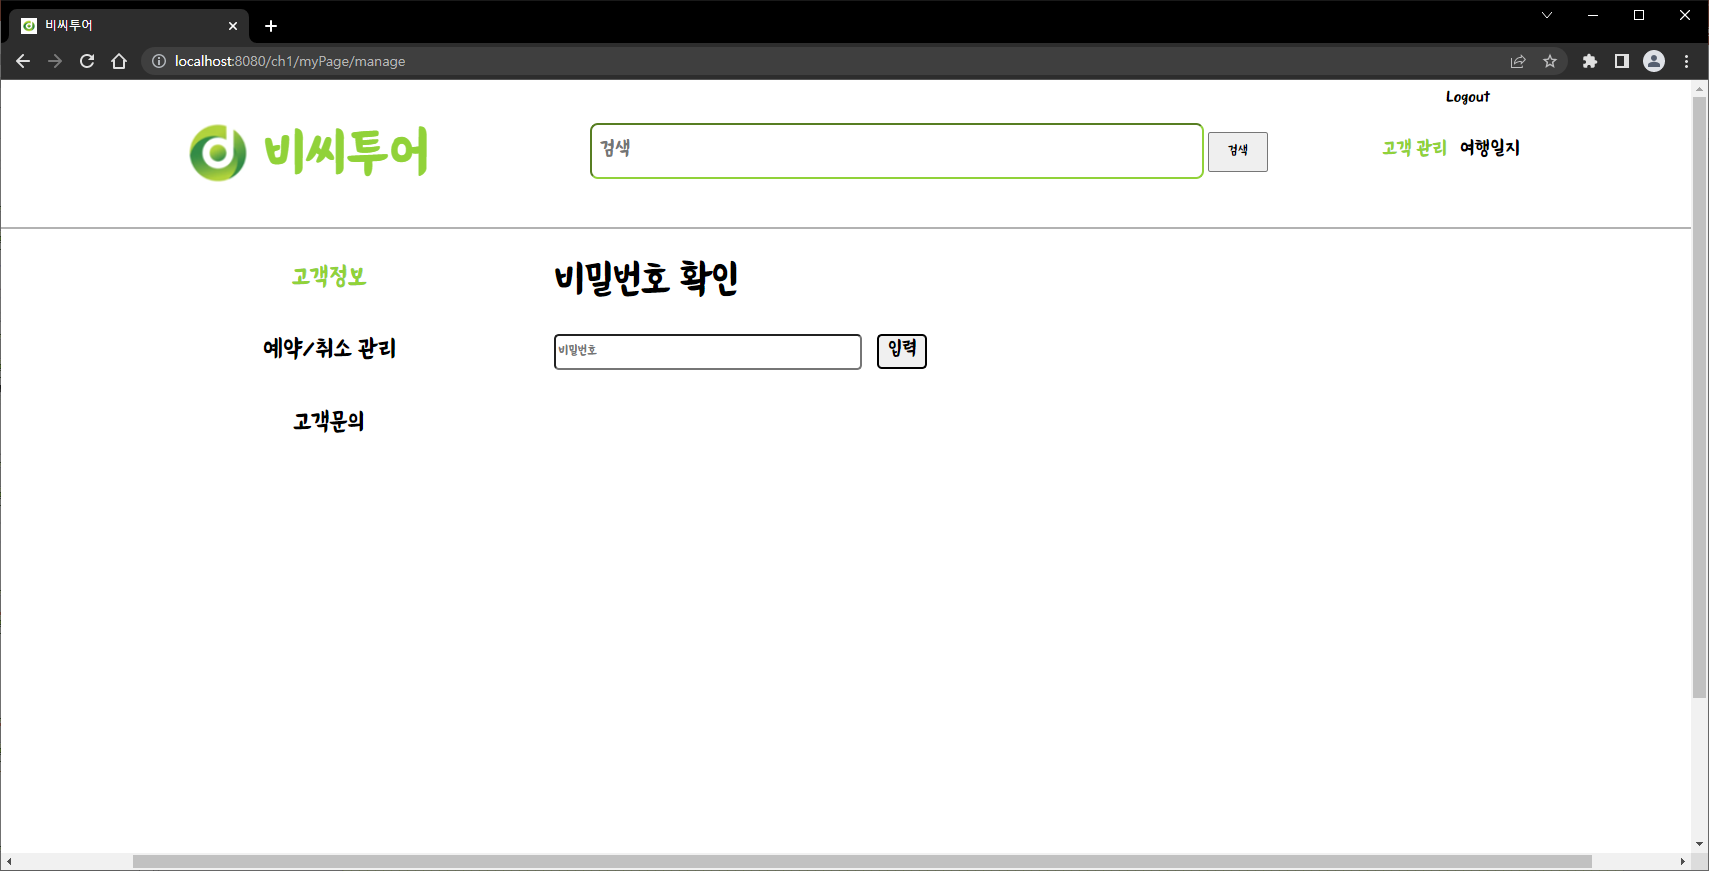 비씨투어
localhost:8080/ch1/myPage/manage
Logout
비씨투어
검색
검색
고객 관리 여행일지
고객정보
비밀번호 확인
예약/취소 관리
비밀번호
입력
고객문의